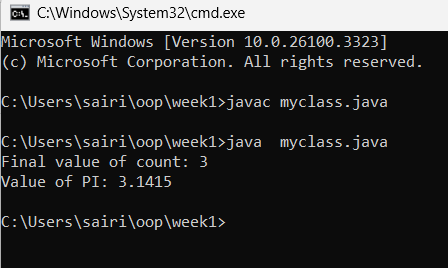 C:\Windows\System32\cmd.exe
Microsoft Windows [Version 10.0.26100.3323]
(c) Microsoft Corporation. All rights reserved.
C:\Users\sairi\oop\week1>javac myclass.java
C:\Users\sairi\oop\week1>java  myclass.java
Final value of count: 3
Value of PI: 3.1415
C:\Users\sairi\oop\week1>